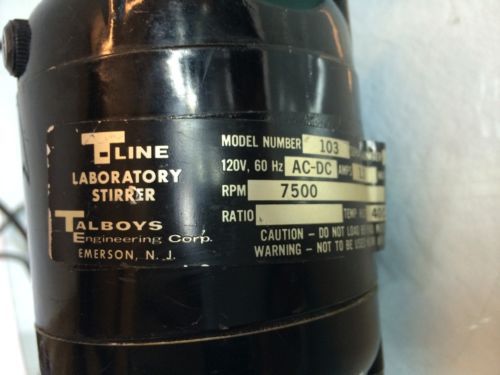 T-LINE
LABORATORY
STIRRER
TALBOYS
Engineering Corp.
EMERSON, N. J.
MODEL NUMBER 103
120V, 60 Hz AC-DC AMPS
RPM 7500
RATIO TEMP
CAUTION - DO NOT LOAD
WARNING - NOT TO BE USED